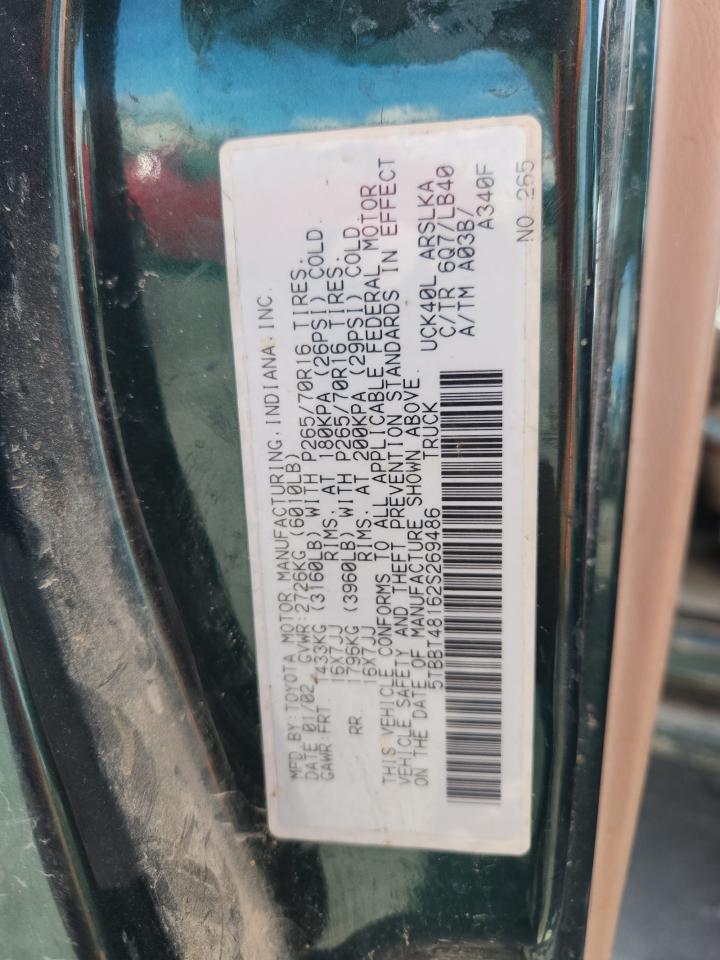 MFD BY: TOYOTA MOTOR MANUFACTURING, INDIANA, INC.
DATE 01/02 GVWR: 2726KG (6010LB)
GAWR: FRT. 1433KG (3160LB) WITH P265/70R16 TIRES.
16X7JJ RIMS. AT 180KPA (26PSI) COLD.
RR. 1796KG (3960LB) WITH P265/70R16 TIRES.
16X7JJ RIMS. AT 200KPA (29PSI) COLD.
THIS VEHICLE CONFORMS TO ALL APPLICABLE FEDERAL MOTOR
VEHICLE SAFETY AND THEFT PREVENTION STANDARDS IN EFFECT
ON THE DATE OF MANUFACTURE SHOWN ABOVE.
5TBBT48162S269486 TRUCK
UCK40L ARSLKA
C/TR 6Q7/LB40
A/TM A03B/
A340F
NO. 265